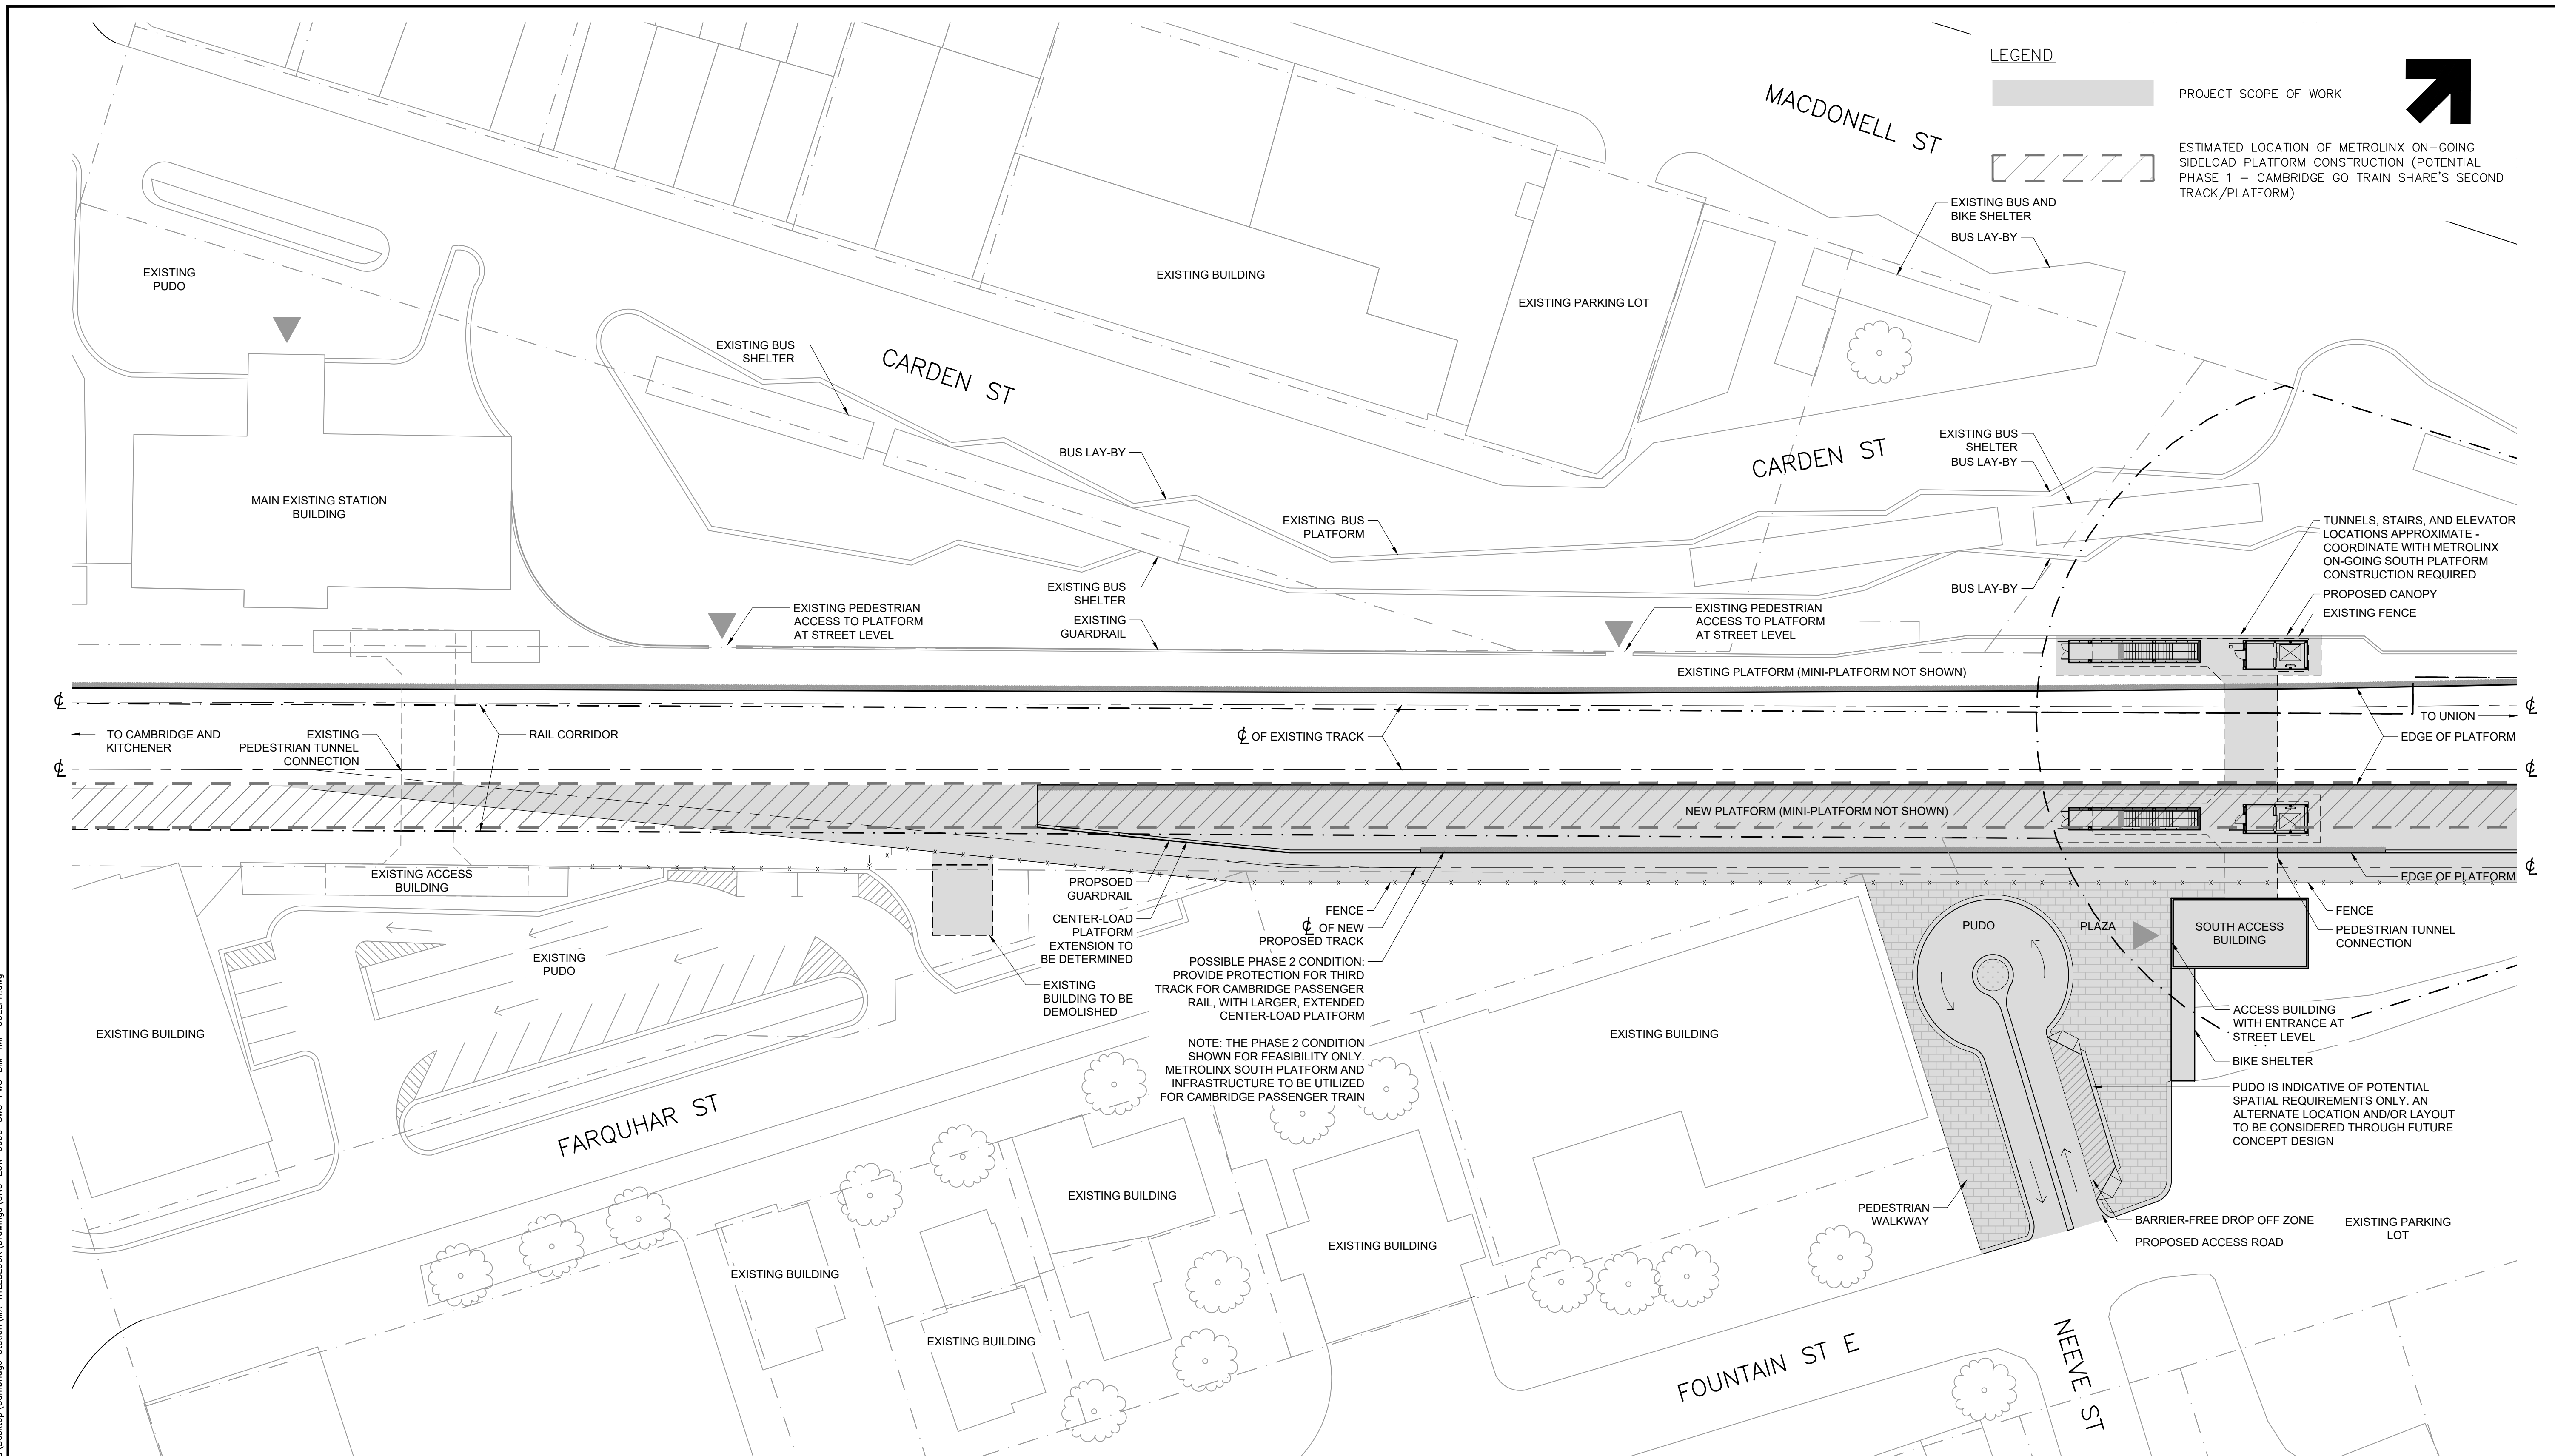 LEGEND
PROJECT SCOPE OF WORK
ESTIMATED LOCATION OF METROLINX ON-GOING
SIDELOAD PLATFORM CONSTRUCTION (POTENTIAL
PHASE 1 - CAMBRIDGE GO TRAIN SHARE'S SECOND
TRACK/PLATFORM)
MACDONELL ST
EXISTING BUS AND
BIKE SHELTER
BUS LAY-BY
EXISTING
PUDO
EXISTING BUILDING
EXISTING PARKING LOT
EXISTING BUS
SHELTER
CARDEN ST
BUS LAY-BY
CARDEN ST
EXISTING BUS
SHELTER
BUS LAY-BY
MAIN EXISTING STATION
BUILDING
EXISTING BUS
PLATFORM
TUNNELS, STAIRS, AND ELEVATOR
LOCATIONS APPROXIMATE -
COORDINATE WITH METROLINX
ON-GOING SOUTH PLATFORM
CONSTRUCTION REQUIRED
PROPOSED CANOPY
EXISTING FENCE
EXISTING BUS
SHELTER
EXISTING
GUARDRAIL
BUS LAY-BY
EXISTING PEDESTRIAN
ACCESS TO PLATFORM
AT STREET LEVEL
EXISTING PEDESTRIAN
ACCESS TO PLATFORM
AT STREET LEVEL
EXISTING PLATFORM (MINI-PLATFORM NOT SHOWN)
℄
℄
TO CAMBRIDGE AND
KITCHENER
EXISTING
PEDESTRIAN TUNNEL
CONNECTION
RAIL CORRIDOR
℄ OF EXISTING TRACK
TO UNION
EDGE OF PLATFORM
℄
℄
NEW PLATFORM (MINI-PLATFORM NOT SHOWN)
EXISTING ACCESS
BUILDING
EDGE OF PLATFORM
℄
PROPSOED
GUARDRAIL
CENTER-LOAD
PLATFORM
EXTENSION TO
BE DETERMINED
EXISTING
BUILDING TO BE
DEMOLISHED
FENCE
℄ OF NEW
PROPOSED TRACK
POSSIBLE PHASE 2 CONDITION:
PROVIDE PROTECTION FOR THIRD
TRACK FOR CAMBRIDGE PASSENGER
RAIL, WITH LARGER, EXTENDED
CENTER-LOAD PLATFORM
NOTE: THE PHASE 2 CONDITION
SHOWN FOR FEASIBILITY ONLY.
METROLINX SOUTH PLATFORM AND
INFRASTRUCTURE TO BE UTILIZED
FOR CAMBRIDGE PASSENGER TRAIN
PUDO
PLAZA
SOUTH ACCESS
BUILDING
FENCE
PEDESTRIAN TUNNEL
CONNECTION
EXISTING
PUDO
EXISTING BUILDING
EXISTING BUILDING
ACCESS BUILDING
WITH ENTRANCE AT
STREET LEVEL
BIKE SHELTER
PUDO IS INDICATIVE OF POTENTIAL
SPATIAL REQUIREMENTS ONLY. AN
ALTERNATE LOCATION AND/OR LAYOUT
TO BE CONSIDERED THROUGH FUTURE
CONCEPT DESIGN
FARQUHAR ST
EXISTING BUILDING
EXISTING BUILDING
PEDESTRIAN
WALKWAY
BARRIER-FREE DROP OFF ZONE
PROPOSED ACCESS ROAD
EXISTING PARKING
LOT
EXISTING BUILDING
EXISTING BUILDING
FOUNTAIN ST E
NEEVE ST